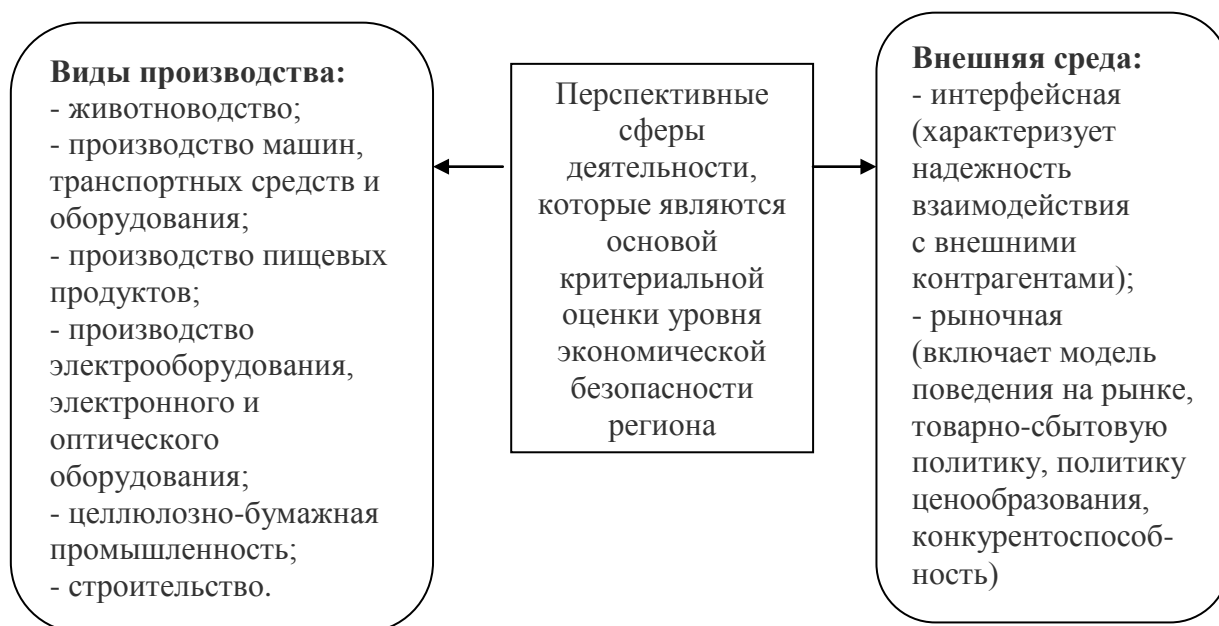 Виды производства:
- животноводство;
- производство машин,
транспортных средств и
оборудования;
- производство пищевых
продуктов;
- производство
электрооборудования,
электронного и
оптического
оборудования;
- целлюлозно-бумажная
промышленность;
- строительство.
Перспективные
сферы
деятельности,
которые являются
основой
критериальной
оценки уровня
экономической
безопасности
региона
Внешняя среда:
- интерфейсная
(характеризует
надежность
взаимодействия
с внешними
контрагентами);
- рыночная
(включает модель
поведения на рынке,
товарно-сбытовую
политику, политику
ценообразования,
конкурентоспособ-
ность)